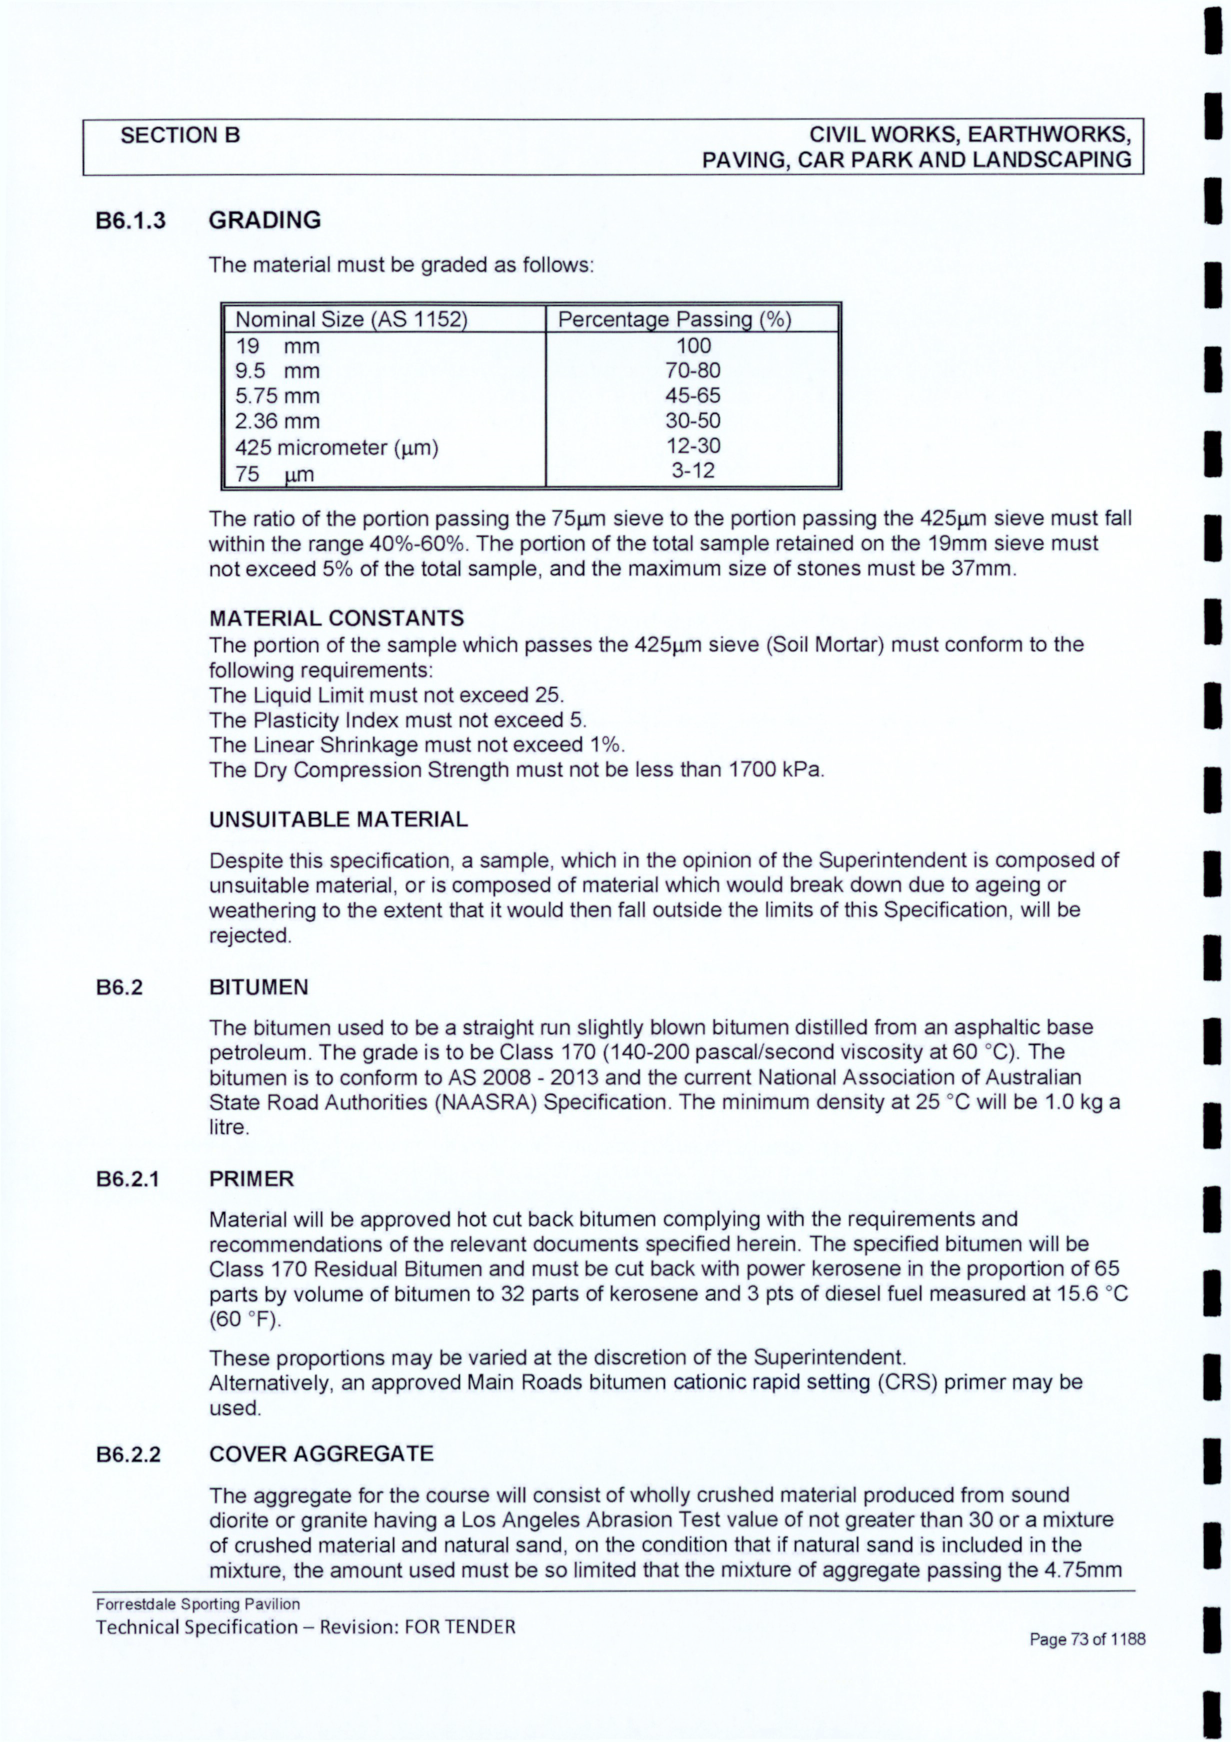 SECTION B
CIVIL WORKS, EARTHWORKS,
PAVING, CAR PARK AND LANDSCAPING
B6.1.3 GRADING
The material must be graded as follows:
Nominal Size (AS 1152) Percentage Passing (%)
19 mm 100
9.5 mm 70-80
5.75 mm 45-65
2.36 mm 30-50
425 micrometer (µm) 12-30
75 µm 3-12
The ratio of the portion passing the 75µm sieve to the portion passing the 425µm sieve must fall
within the range 40%-60%. The portion of the total sample retained on the 19mm sieve must
not exceed 5% of the total sample, and the maximum size of stones must be 37mm.
MATERIAL CONSTANTS
The portion of the sample which passes the 425µm sieve (Soil Mortar) must conform to the
following requirements:
The Liquid Limit must not exceed 25.
The Plasticity Index must not exceed 5.
The Linear Shrinkage must not exceed 1%.
The Dry Compression Strength must not be less than 1700 kPa.
UNSUITABLE MATERIAL
Despite this specification, a sample, which in the opinion of the Superintendent is composed of
unsuitable material, or is composed of material which would break down due to ageing or
weathering to the extent that it would then fall outside the limits of this Specification, will be
rejected.
B6.2 BITUMEN
The bitumen used to be a straight run slightly blown bitumen distilled from an asphaltic base
petroleum. The grade is to be Class 170 (140-200 pascal/second viscosity at 60 °C). The
bitumen is to conform to AS 2008 - 2013 and the current National Association of Australian
State Road Authorities (NAASRA) Specification. The minimum density at 25 °C will be 1.0 kg a
litre.
B6.2.1 PRIMER
Material will be approved hot cut back bitumen complying with the requirements and
recommendations of the relevant documents specified herein. The specified bitumen will be
Class 170 Residual Bitumen and must be cut back with power kerosene in the proportion of 65
parts by volume of bitumen to 32 parts of kerosene and 3 pts of diesel fuel measured at 15.6 °C
(60 °F).
These proportions may be varied at the discretion of the Superintendent.
Alternatively, an approved Main Roads bitumen cationic rapid setting (CRS) primer may be
used.
B6.2.2 COVER AGGREGATE
The aggregate for the course will consist of wholly crushed material produced from sound
diorite or granite having a Los Angeles Abrasion Test value of not greater than 30 or a mixture
of crushed material and natural sand, on the condition that if natural sand is included in the
mixture, the amount used must be so limited that the mixture of aggregate passing the 4.75mm
Forrestdale Sporting Pavilion
Technical Specification – Revision: FOR TENDER
Page 73 of 1188